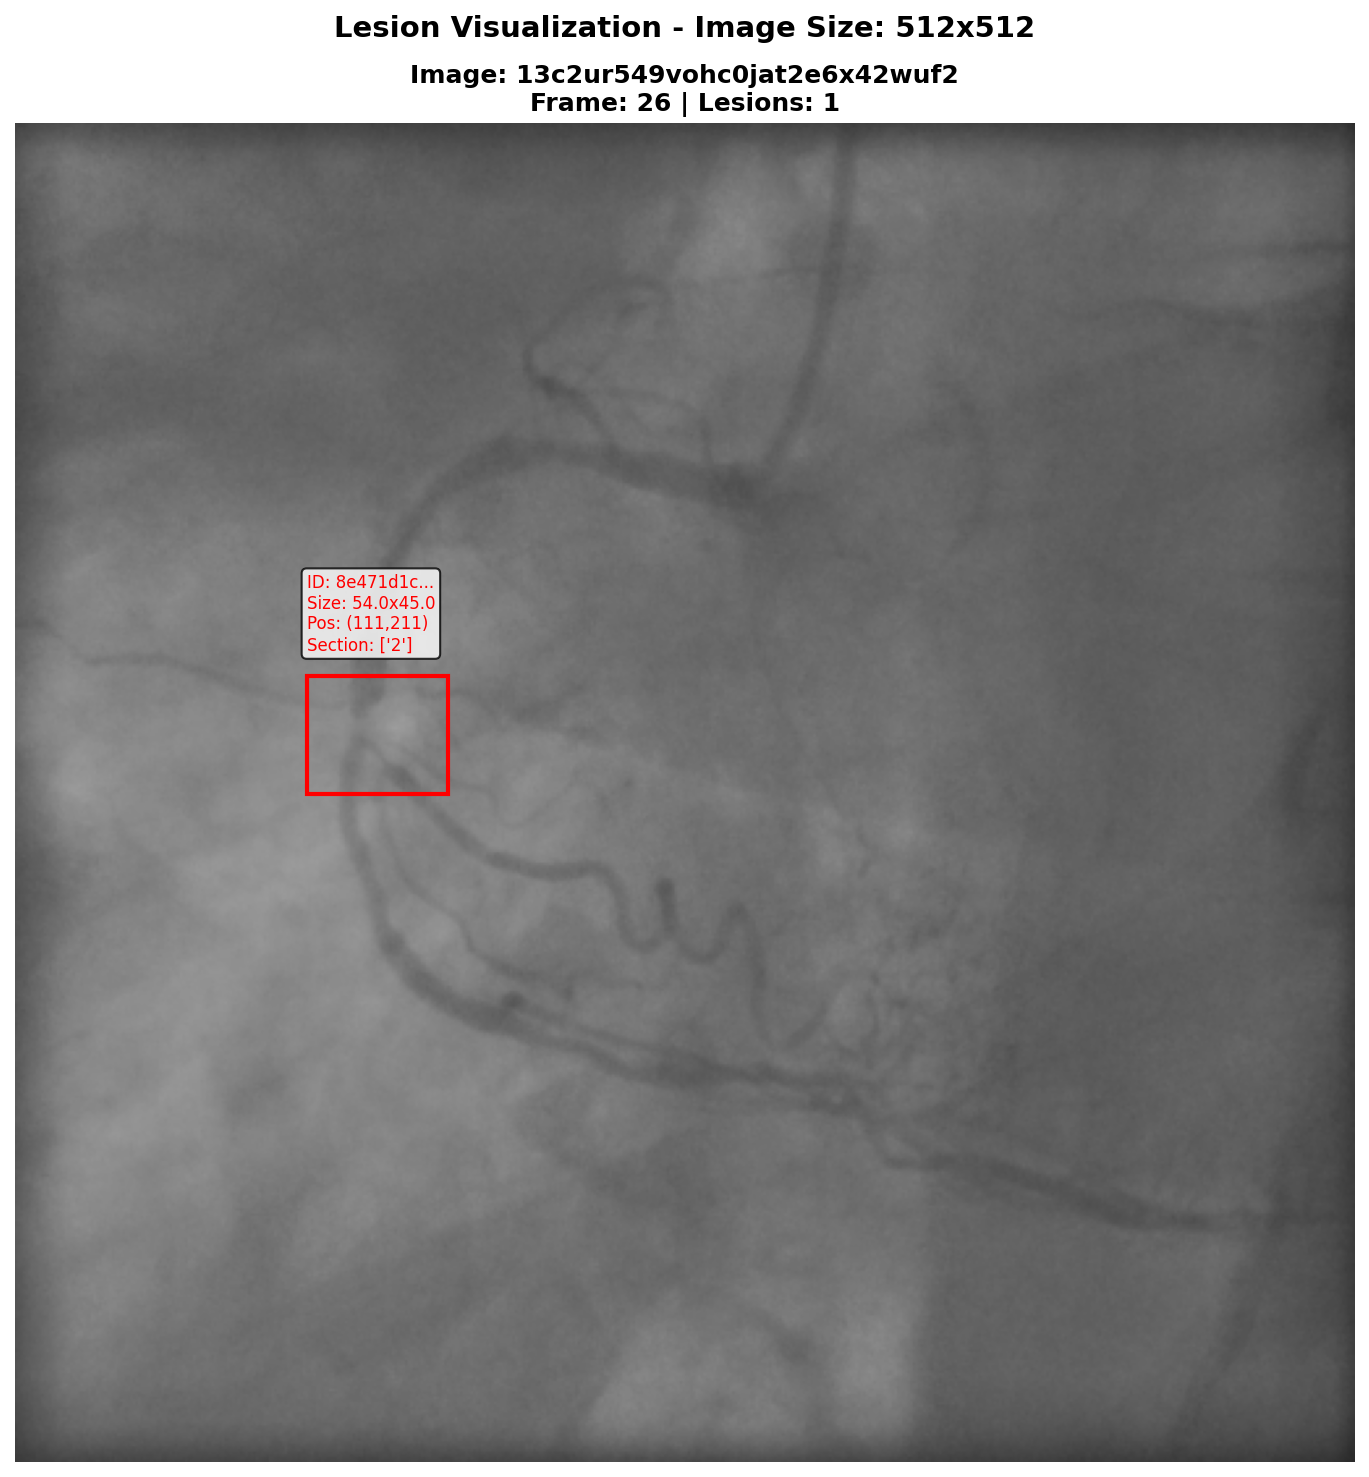 Lesion Visualization - Image Size: 512x512
Image: 13c2ur549vohc0jat2e6x42wuf2
Frame: 26 | Lesions: 1
ID: 8e471d1c...
Size: 54.0x45.0
Pos: (111,211)
Section: ['2']